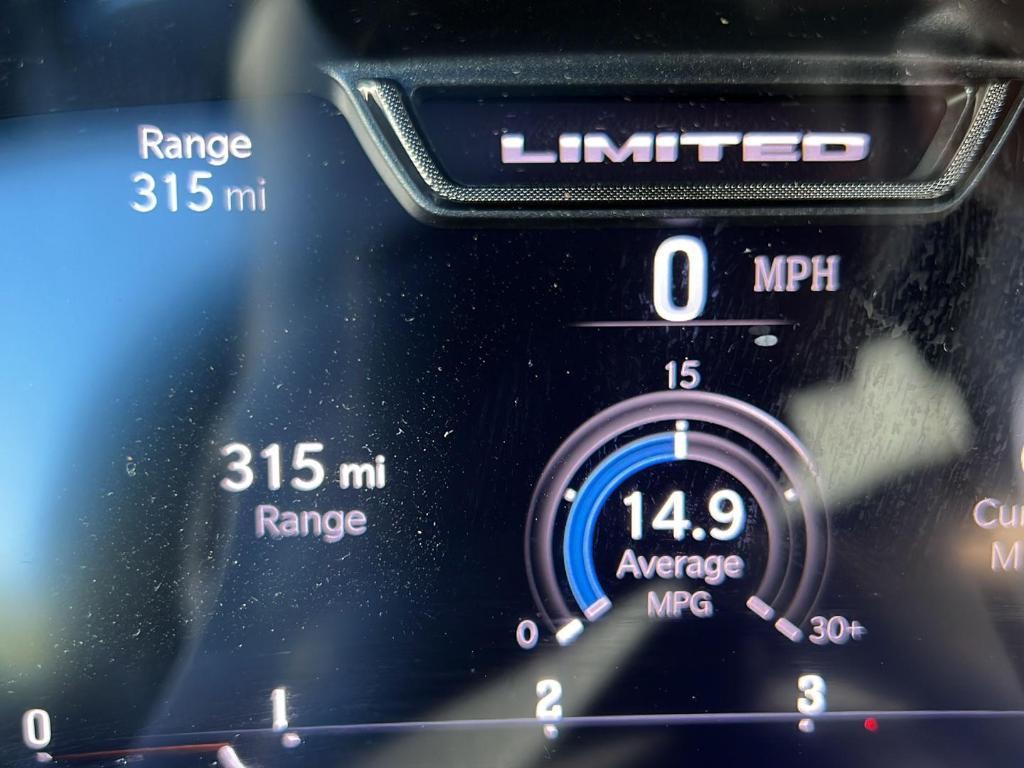 Range
315 mi
LIMITED
0 MPH
15
315 mi
Range
14.9
Average
MPG
0
30+
0 1 2 3